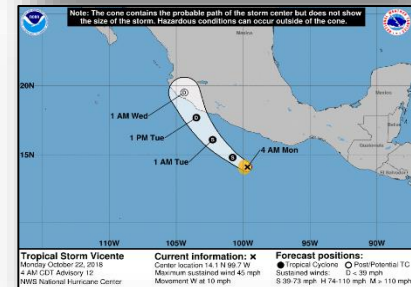 Note: The cone contains the probable path of the storm center but does not show
the size of the storm. Hazardous conditions can occur outside of the cone.
Mexico
20N
D
1 AM Wed
Mexico
D
1 PM Tue
S
4 AM Mon
Belize
Guatemala
15N
1 AM Tue
S
El Salvador
110W
105W
100W
95W
90W
Tropical Storm Vicente
Monday October 22, 2018
4 AM CDT Advisory 12
NWS National Hurricane Center
Current information: x
Center location 14.1 N 99.7 W
Maximum sustained wind 45 mph
Movement W at 10 mph
Forecast positions:
Tropical Cyclone Post/Potential TC
Sustained winds: D < 39 mph
S 39-73 mph H 74-110 mph M > 110 mph